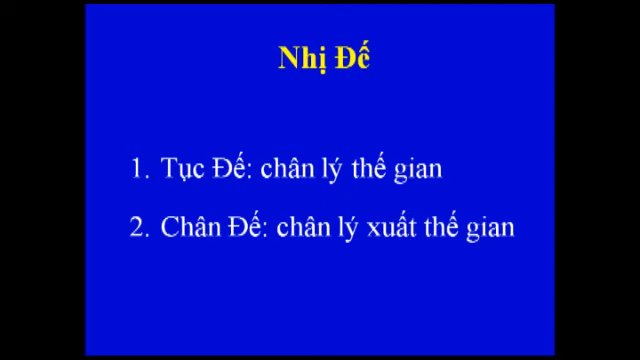 Nhị Đế
1. Tục Đế: chân lý thế gian
2. Chân Đế: chân lý xuất thế gian